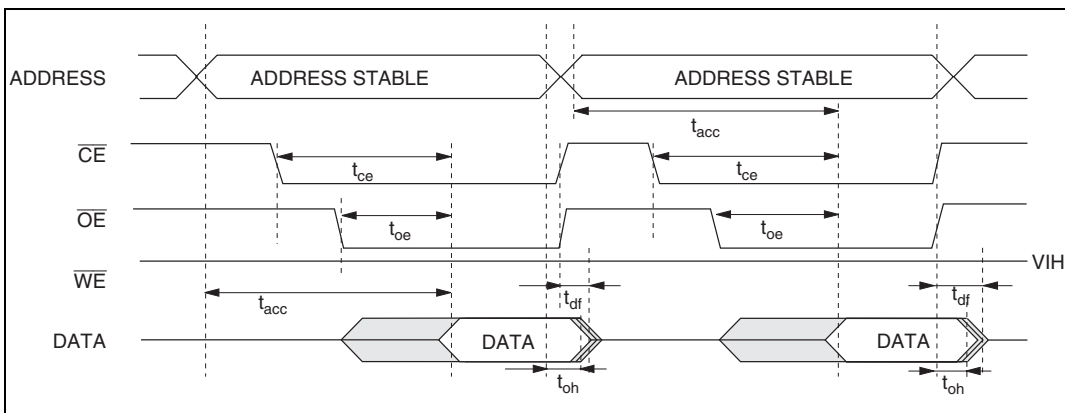 ADDRESS
ADDRESS STABLE
ADDRESS STABLE
tacc
CE
tce
tce
OE
toe
toe
VIH
WE
tacc
tdf
tdf
DATA
DATA
DATA
toh
toh